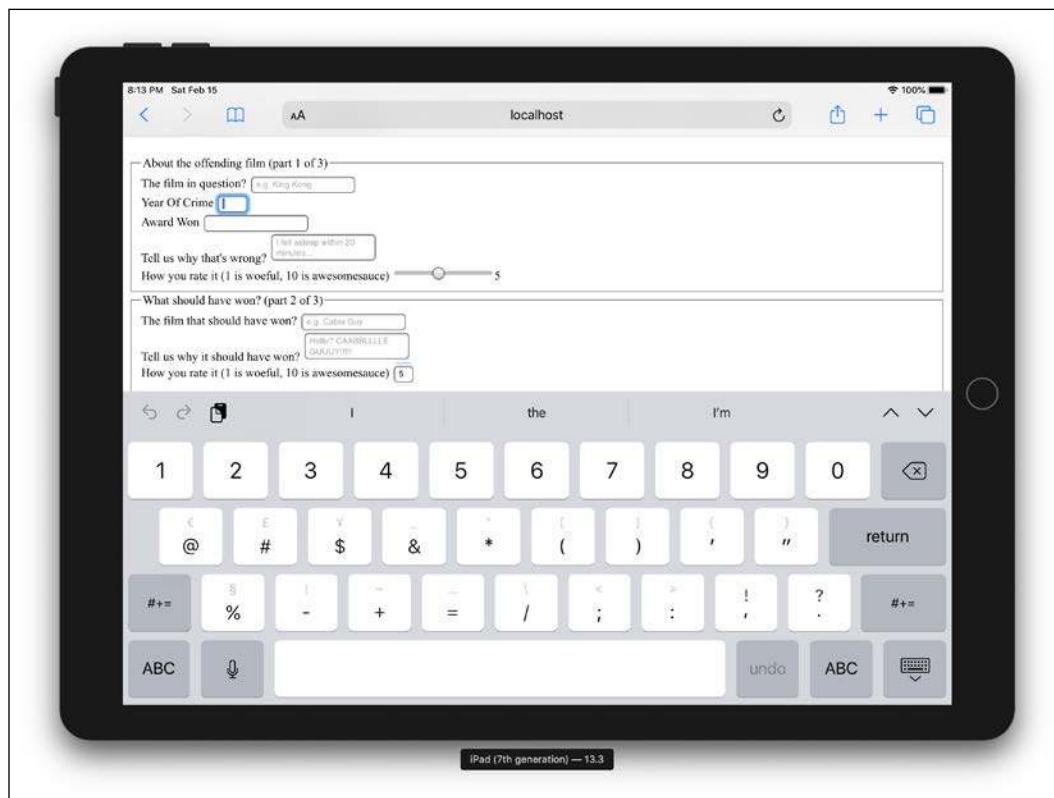 8:13 PM Sat Feb 15
100%
AA
localhost
About the offending film (part 1 of 3)
The film in question? e.g. King Kong
Year Of Crime
Award Won
I fell asleep within 20
minutes...
Tell us why that's wrong?
How you rate it (1 is woeful, 10 is awesomesauce) 5
What should have won? (part 2 of 3)
The film that should have won? e.g. Cable Guy
Hello? CAABBLLLLE
GUUUY!!!!
Tell us why it should have won?
How you rate it (1 is woeful, 10 is awesomesauce) 5
I the I'm
1 2 3 4 5 6 7 8 9 0
€ £ ¥ _ ^ [ ] { }
@ # $ & * ( ) ' "
return
§ | ~ … \ < > ! ?
#+= % - + = / ; : , . #+=
ABC undo ABC
iPad (7th generation) — 13.3